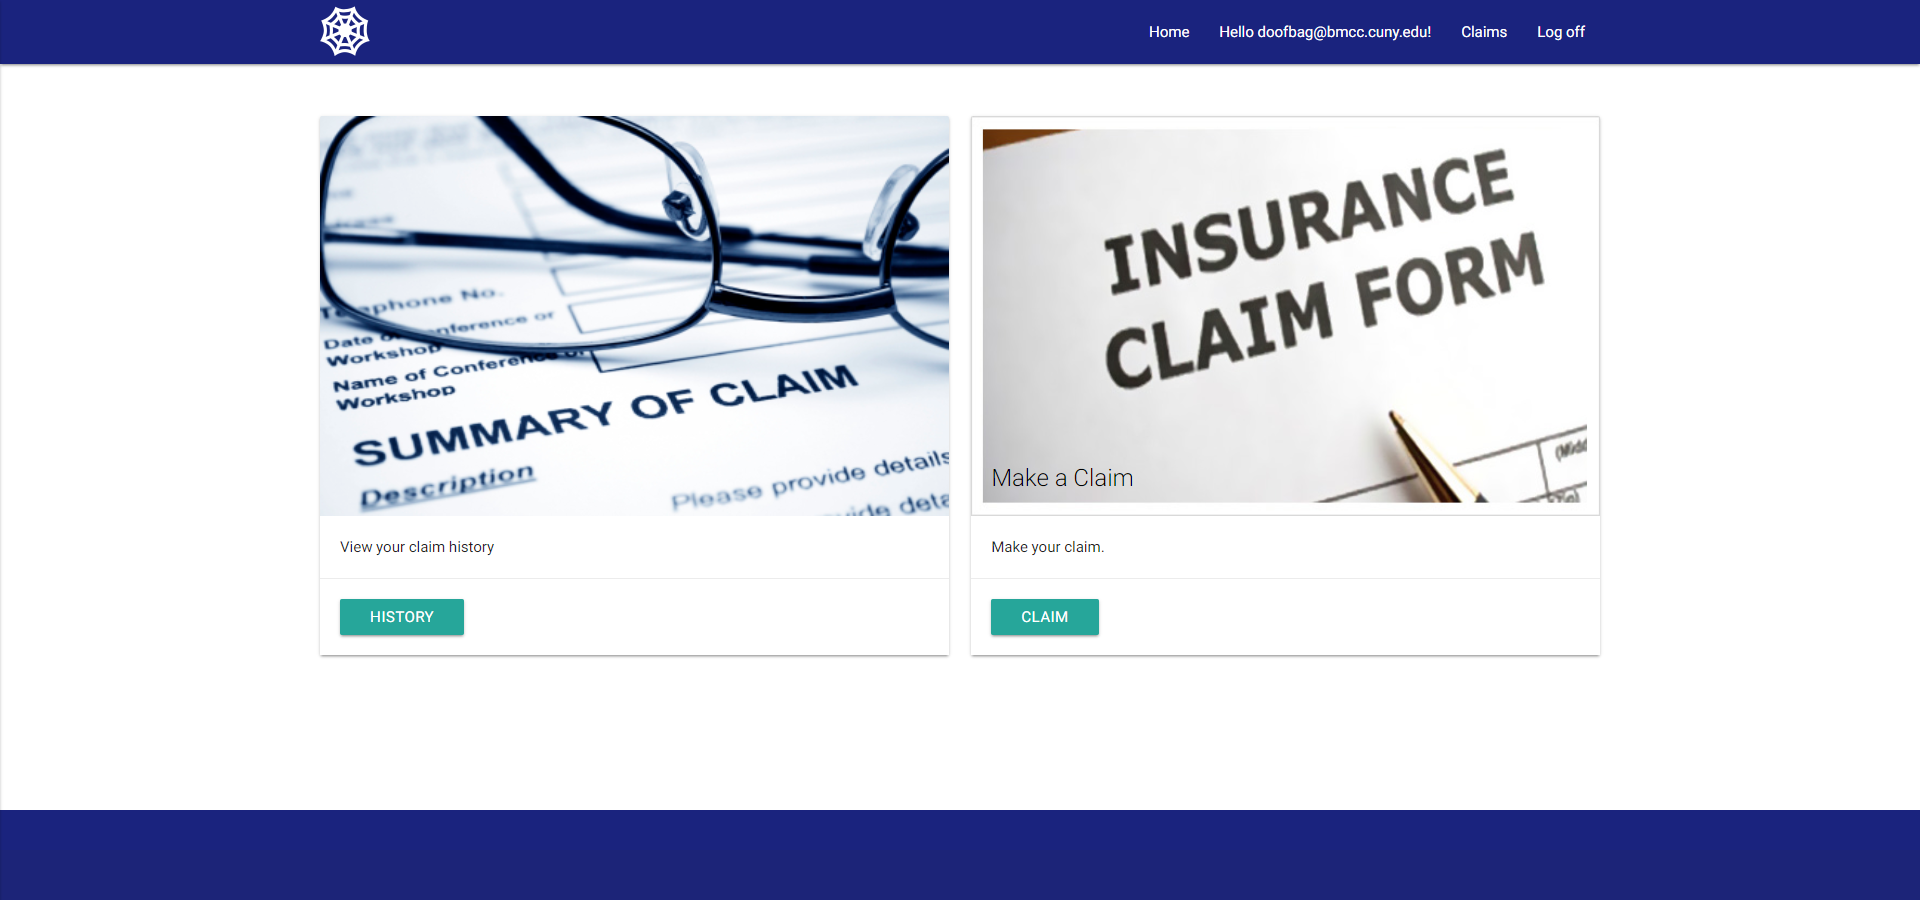 Home Hello doofbag@bmcc.cuny.edu! Claims Log off
Telephone No.
Date of Conference or
Workshop
Name of Conference or
Workshop
SUMMARY OF CLAIM
Description
Please provide details
provide deta
INSURANCE
CLAIM FORM
(Midd
Make a Claim
View your claim history
Make your claim.
HISTORY
CLAIM